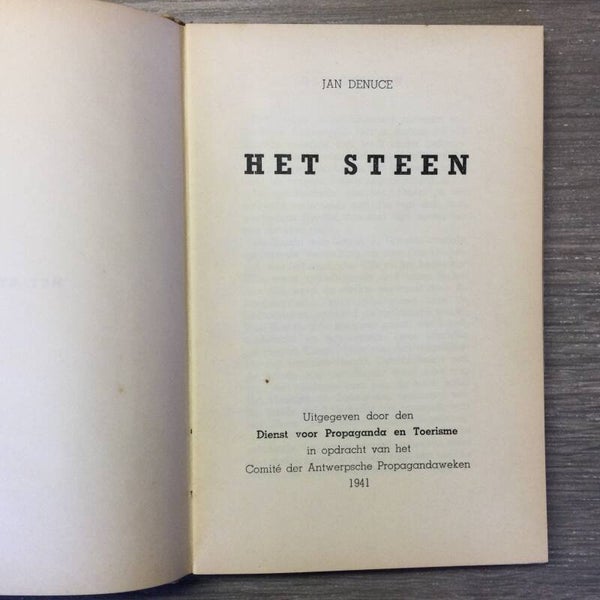 JAN DENUCE
HET STEEN
Uitgegeven door den
Dienst voor Propaganda en Toerisme
in opdracht van het
Comité der Antwerpsche Propagandaweken
1941